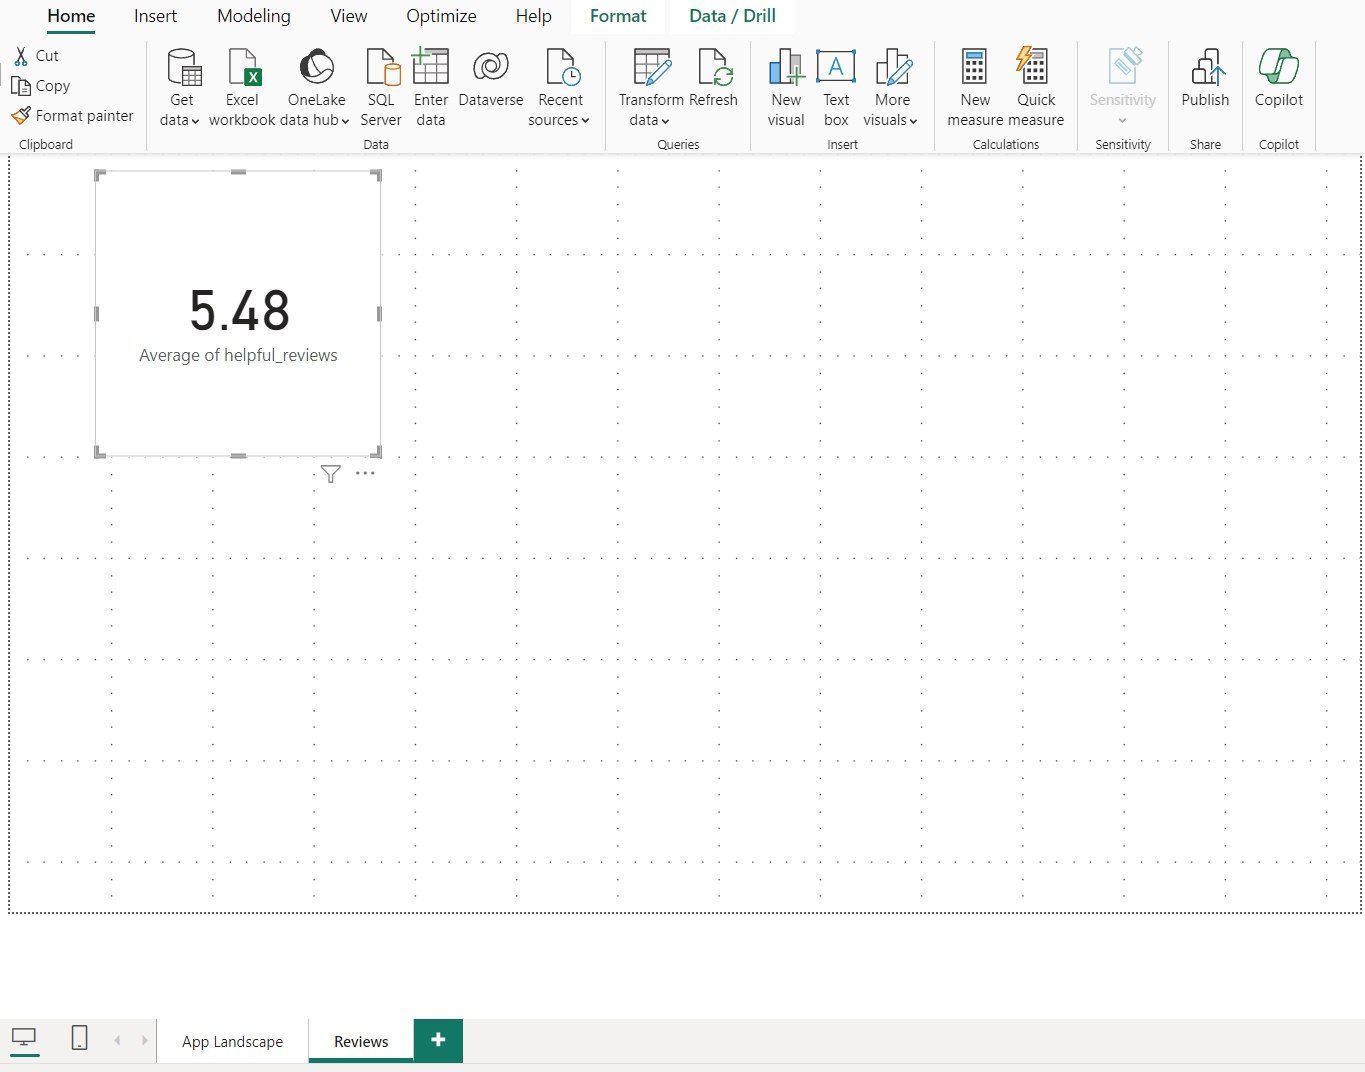 Home Insert Modeling View Optimize Help Format Data / Drill
Cut
Copy
Format painter
Clipboard
Get data
Excel workbook
OneLake data hub
SQL Server
Enter data
Dataverse
Recent sources
Data
Transform data
Refresh
Queries
New visual
A
Text box
More visuals
Insert
New measure
Quick measure
Calculations
Sensitivity
Sensitivity
Publish
Share
Copilot
Copilot
5.48
Average of helpful_reviews
App Landscape Reviews